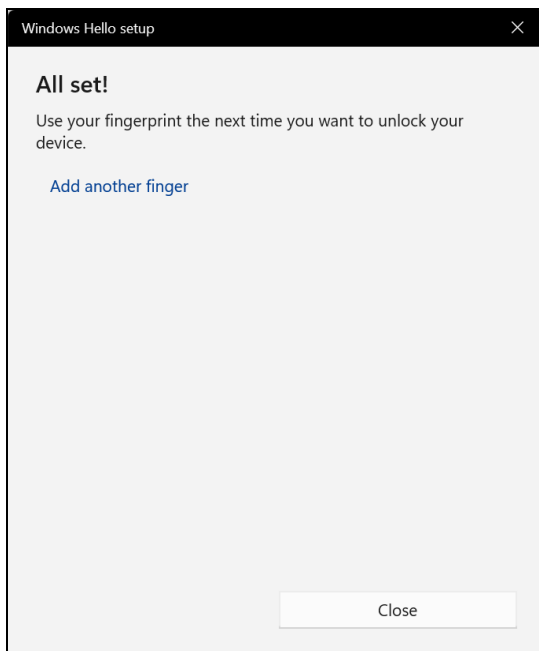 Windows Hello setup
All set!
Use your fingerprint the next time you want to unlock your
device.
Add another finger
Close